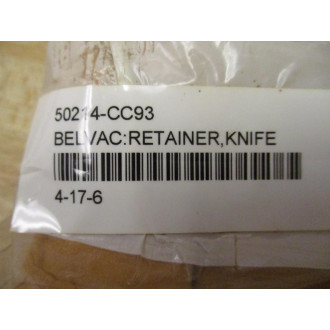 50214-CC93
BELVAC:RETAINER,KNIFE
4-17-6